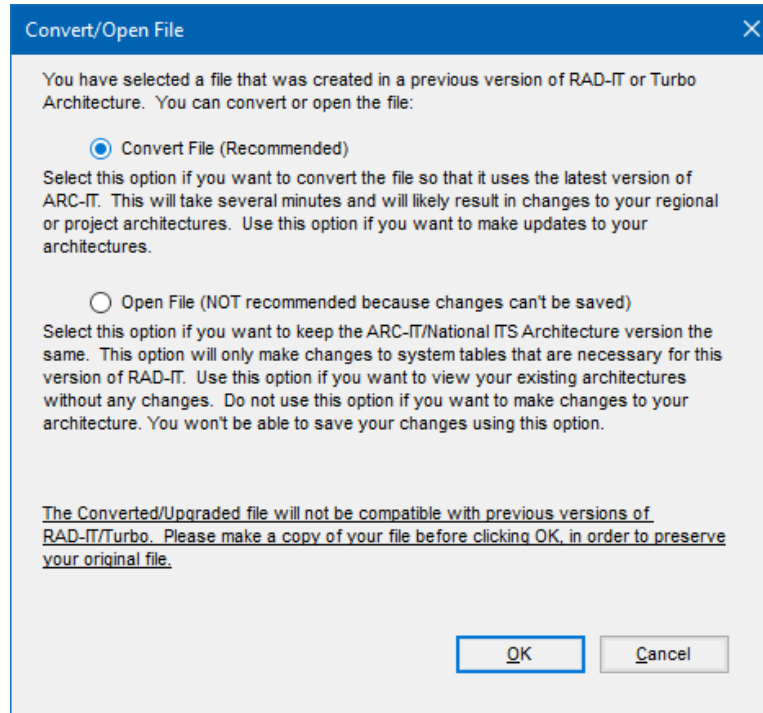 Convert/Open File
You have selected a file that was created in a previous version of RAD-IT or Turbo
Architecture.  You can convert or open the file:
Convert File (Recommended)
Select this option if you want to convert the file so that it uses the latest version of
ARC-IT.  This will take several minutes and will likely result in changes to your regional
or project architectures.  Use this option if you want to make updates to your
architectures.
Open File (NOT recommended because changes can't be saved)
Select this option if you want to keep the ARC-IT/National ITS Architecture version the
same.  This option will only make changes to system tables that are necessary for this
version of RAD-IT.  Use this option if you want to view your existing architectures
without any changes.  Do not use this option if you want to make changes to your
architecture. You won't be able to save your changes using this option.
The Converted/Upgraded file will not be compatible with previous versions of
RAD-IT/Turbo.  Please make a copy of your file before clicking OK, in order to preserve
your original file.
OK Cancel